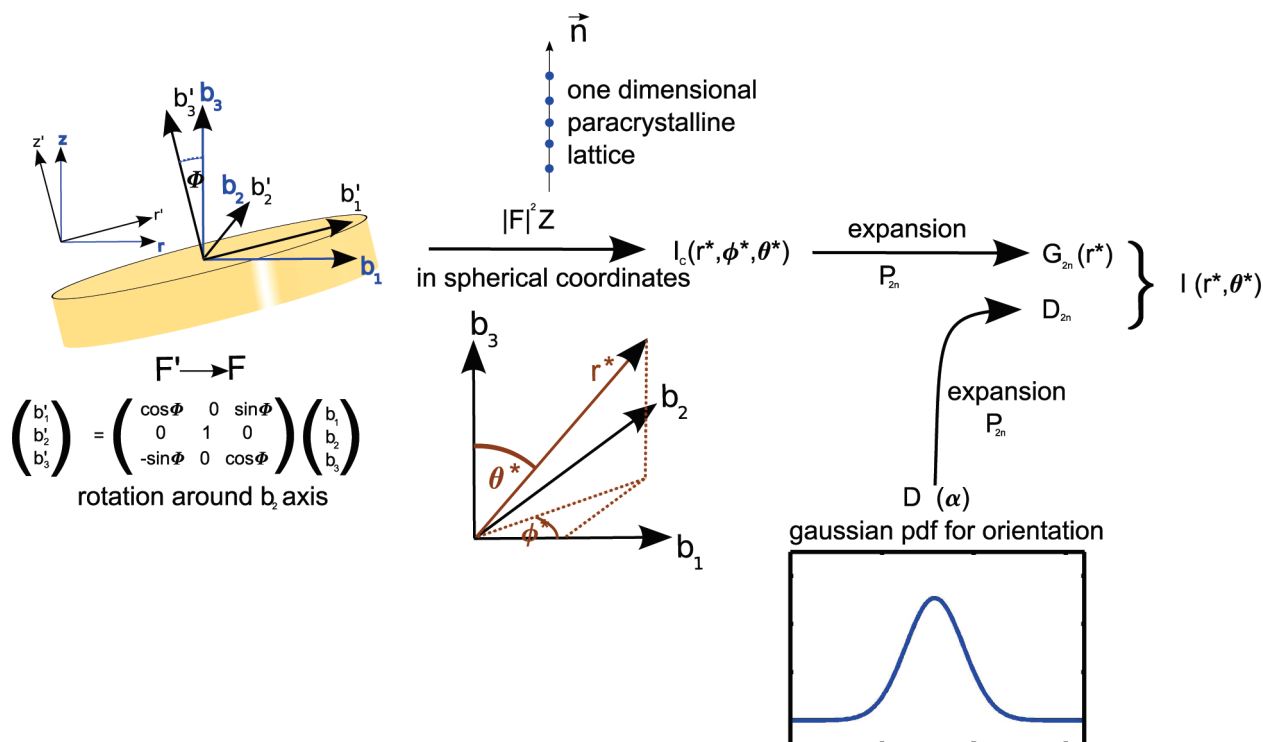 n
one dimensional
paracrystalline
lattice
b'₃ b₃
z' z
Φ
b₂ b'₂ b'₁
r'
r
b₁
|F|²Z
in spherical coordinates
I_c(r*,ϕ*,θ*)
expansion
P₂ₙ
G₂ₙ(r*)
D₂ₙ
} I (r*,θ*)
F' → F
(b'₁ b'₂ b'₃) = (cosΦ 0 sinΦ
0 1 0
-sinΦ 0 cosΦ) (b₁ b₂ b₃)
rotation around b₂ axis
b₃
r*
b₂
θ*
ϕ*
b₁
expansion
P₂ₙ
D (α)
gaussian pdf for orientation